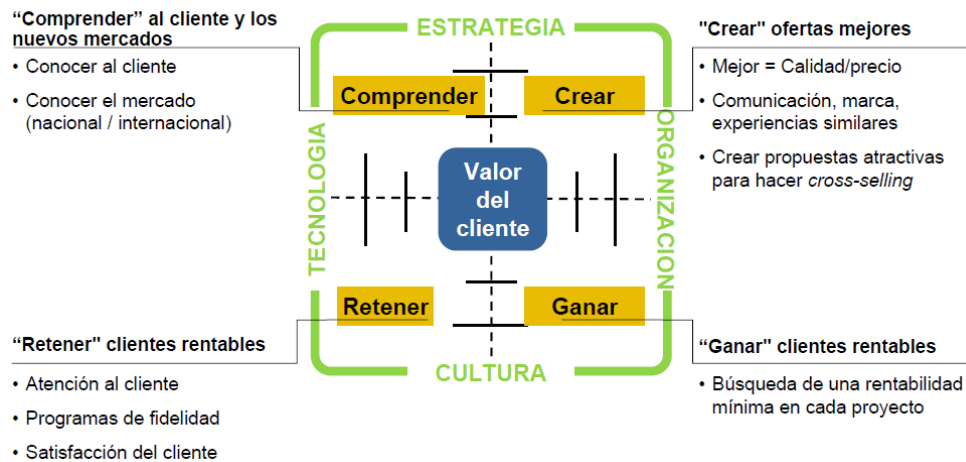 “Comprender” al cliente y los
nuevos mercados
• Conocer al cliente
• Conocer el mercado
(nacional / internacional)
ESTRATEGIA
"Crear" ofertas mejores
• Mejor = Calidad/precio
• Comunicación, marca,
experiencias similares
• Crear propuestas atractivas
para hacer cross-selling
Comprender
Crear
TECNOLOGIA
Valor
del
cliente
ORGANIZACION
Retener
Ganar
CULTURA
“Retener" clientes rentables
• Atención al cliente
• Programas de fidelidad
• Satisfacción del cliente
“Ganar" clientes rentables
• Búsqueda de una rentabilidad
mínima en cada proyecto